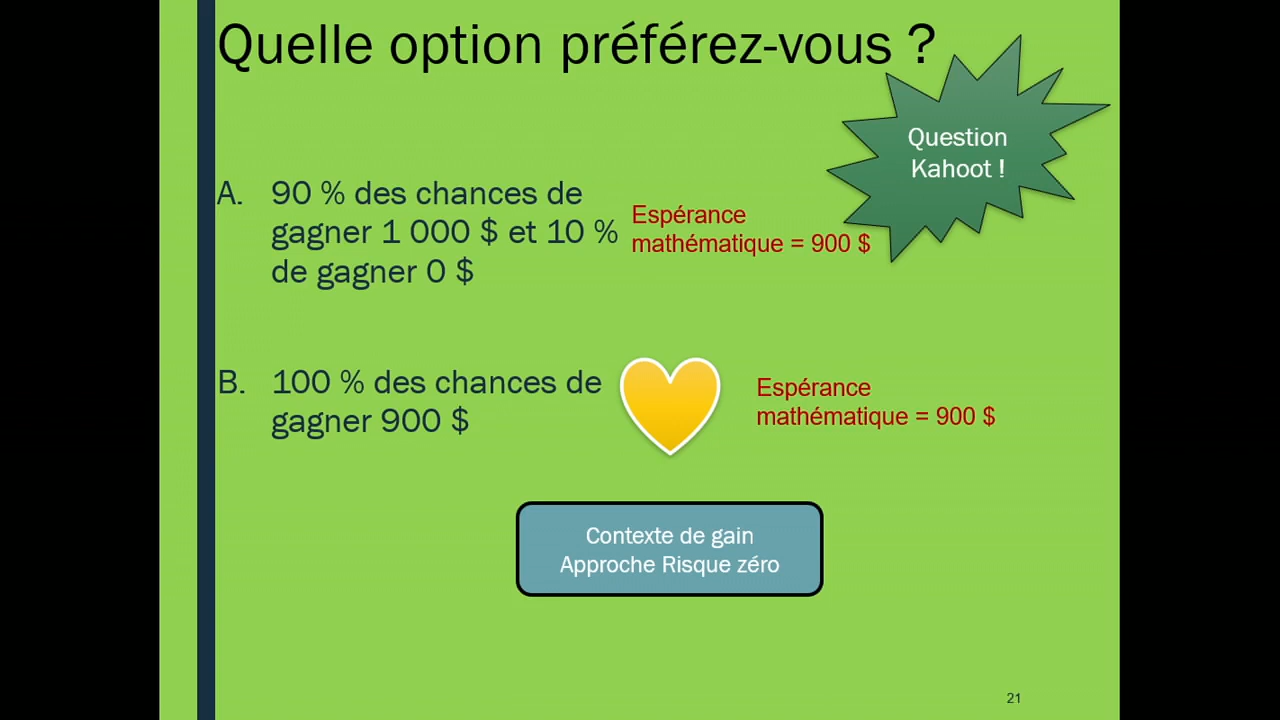 Quelle option préférez-vous ?
Question
Kahoot !
A. 90 % des chances de
gagner 1 000 $ et 10 %
de gagner 0 $
Espérance
mathématique = 900 $
B. 100 % des chances de
gagner 900 $
Espérance
mathématique = 900 $
Contexte de gain
Approche Risque zéro
21